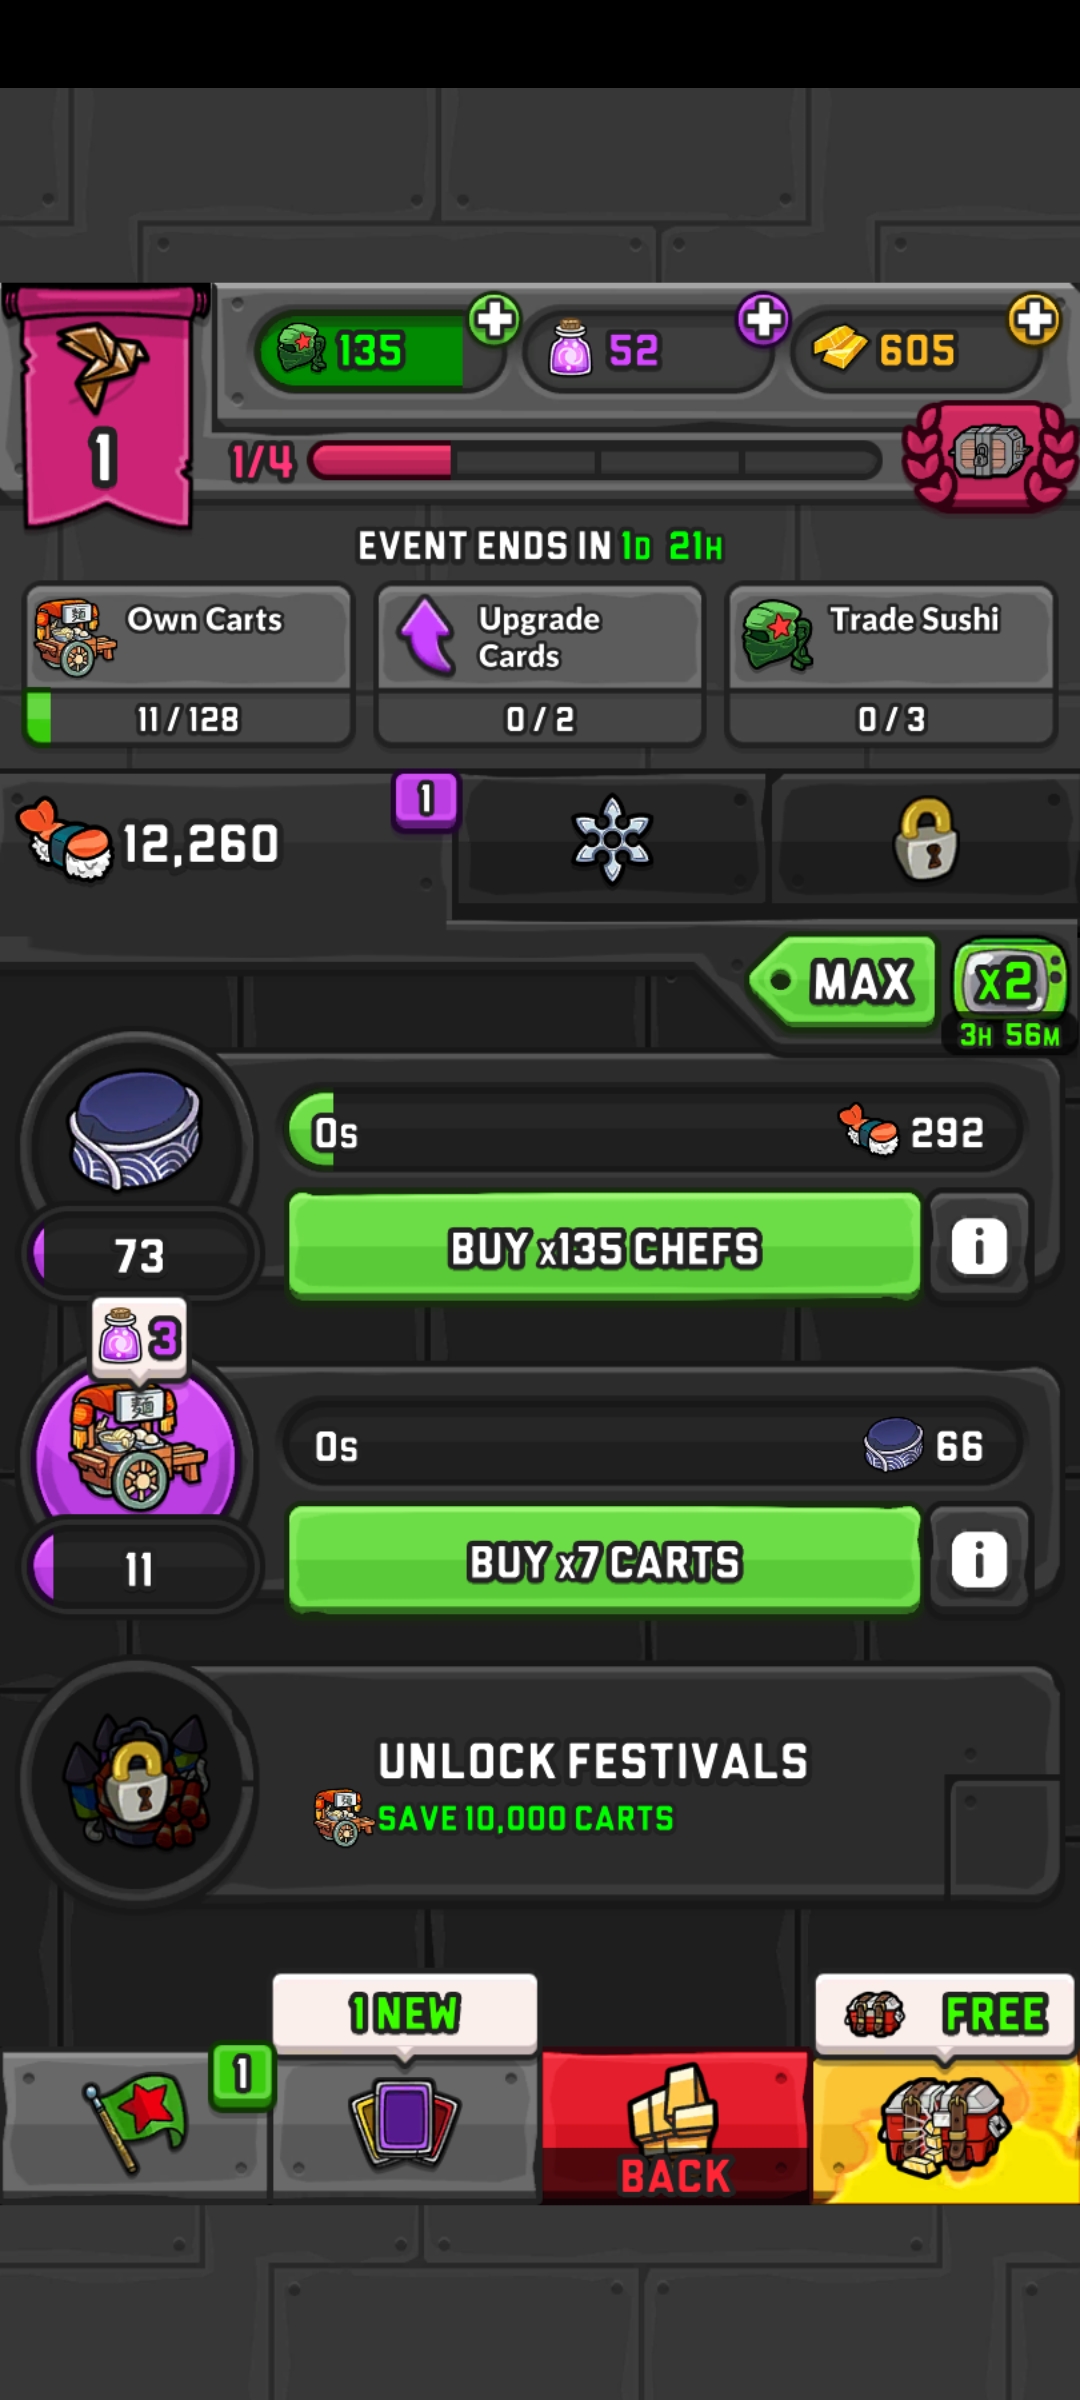 135
52
605
1
1/4
EVENT ENDS IN 1D 21H
Own Carts
11 / 128
Upgrade
Cards
0 / 2
Trade Sushi
0 / 3
12,260
1
MAX
x2
3H 56M
0s
292
73
BUY x135 CHEFS
i
3
麺
0s
66
11
BUY x7 CARTS
i
UNLOCK FESTIVALS
SAVE 10,000 CARTS
1
1 NEW
BACK
FREE